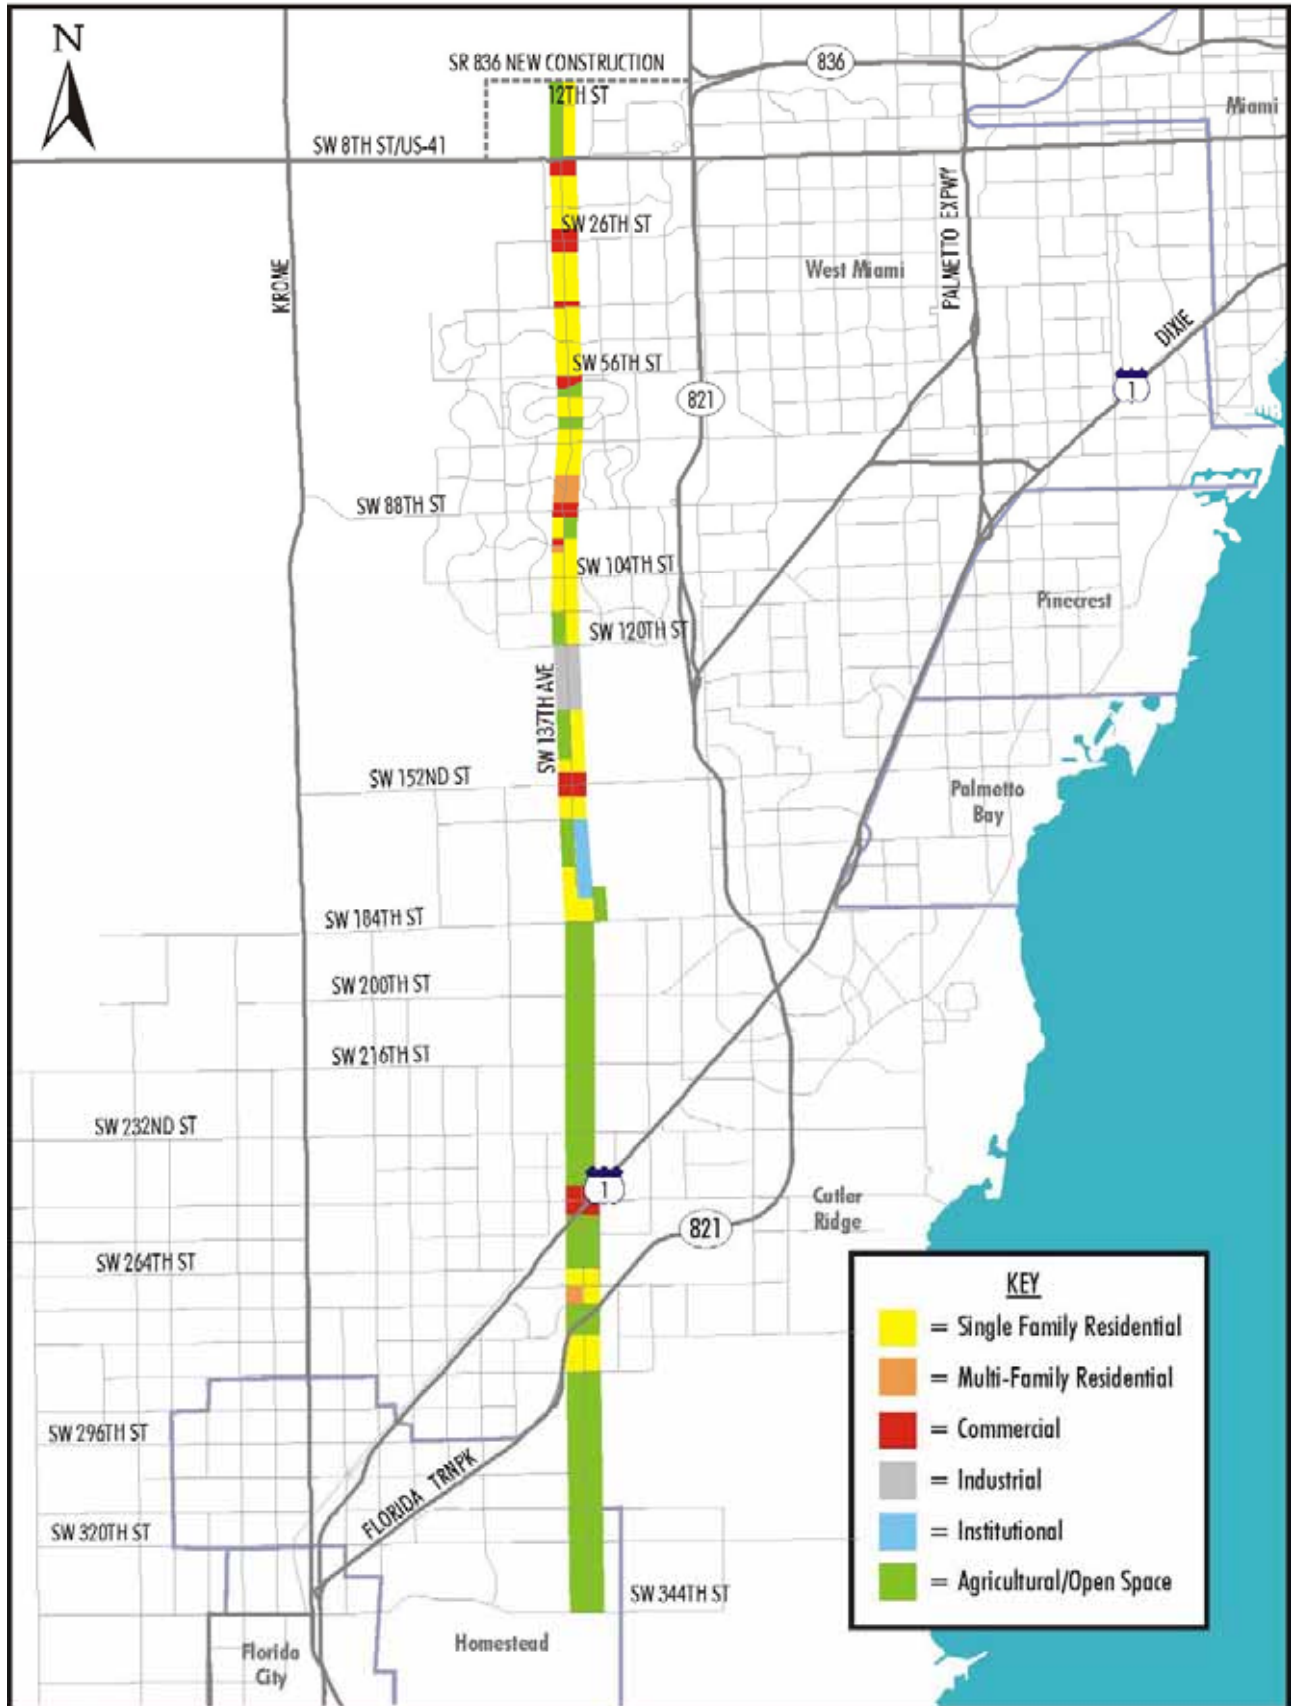 N
SR 836 NEW CONSTRUCTION
836
12TH ST
Miami
SW 8TH ST/US-41
KROME
SW 26TH ST
West Miami
PALMETTO EXPWY
DIXIE
SW 56TH ST
1
821
SW 88TH ST
SW 104TH ST
Pinecrest
SW 120TH ST
SW 137TH AVE
SW 152ND ST
Palmetto
Bay
SW 184TH ST
SW 200TH ST
SW 216TH ST
SW 232ND ST
1
Cutler
Ridge
821
SW 264TH ST
KEY
= Single Family Residential
= Multi-Family Residential
= Commercial
= Industrial
= Institutional
= Agricultural/Open Space
SW 296TH ST
FLORIDA TRNPK
SW 320TH ST
SW 344TH ST
Homestead
Florida
City